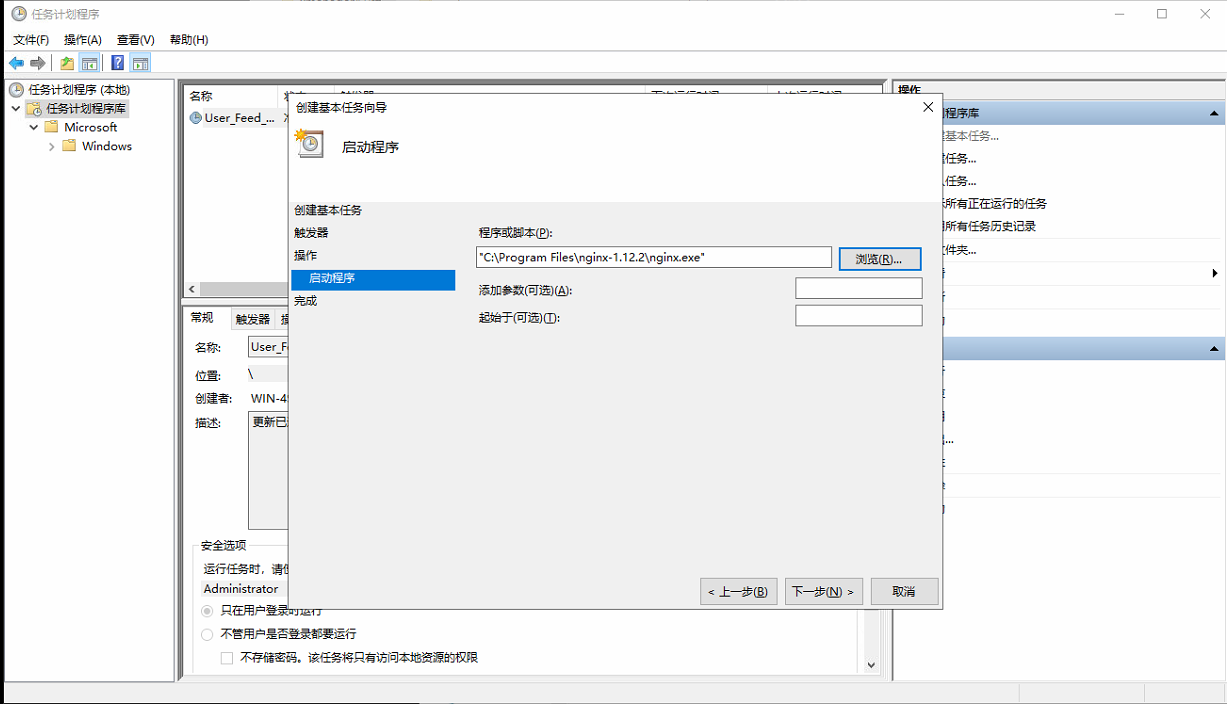 任务计划程序
文件(F) 操作(A) 查看(V) 帮助(H)
任务计划程序 (本地)
任务计划程序库
Microsoft
Windows
名称
User_Feed_...
常规 触发器
名称: User_F
位置: \
创建者: WIN-4
描述: 更新已
安全选项
运行任务时，请
Administrator
只在用户登录时运行
不管用户是否登录都要运行
不存储密码。该任务将只有访问本地资源的权限
创建基本任务向导
启动程序
创建基本任务
触发器
操作
启动程序
完成
程序或脚本(P):
"C:\Program Files\nginx-1.12.2\nginx.exe"
浏览(R)...
添加参数(可选)(A):
起始于(可选)(T):
< 上一步(B) 下一步(N) > 取消
操作
程序库
基本任务...
任务...
任务...
所有正在运行的任务
所有任务历史记录
件夹...